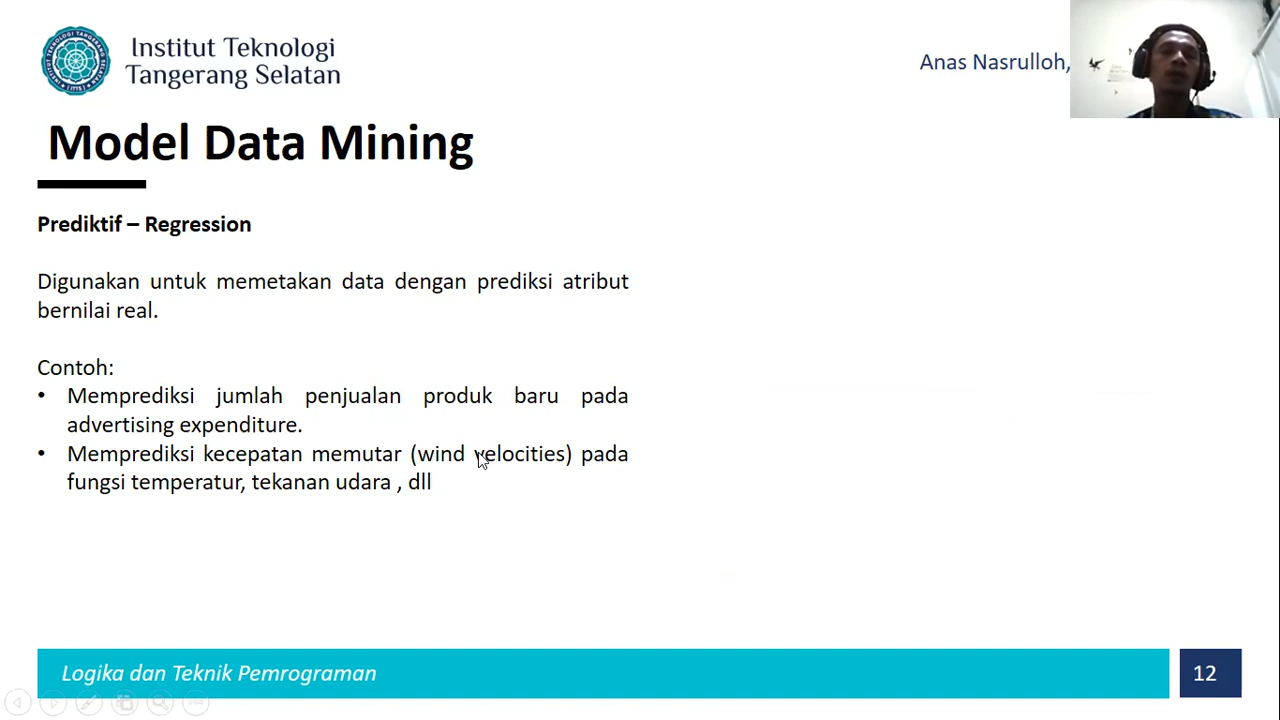 Institut Teknologi
Tangerang Selatan
Anas Nasrulloh,
Model Data Mining
Prediktif – Regression
Digunakan untuk memetakan data dengan prediksi atribut
bernilai real.
Contoh:
• Memprediksi jumlah penjualan produk baru pada
advertising expenditure.
• Memprediksi kecepatan memutar (wind velocities) pada
fungsi temperatur, tekanan udara , dll
Logika dan Teknik Pemrograman
12